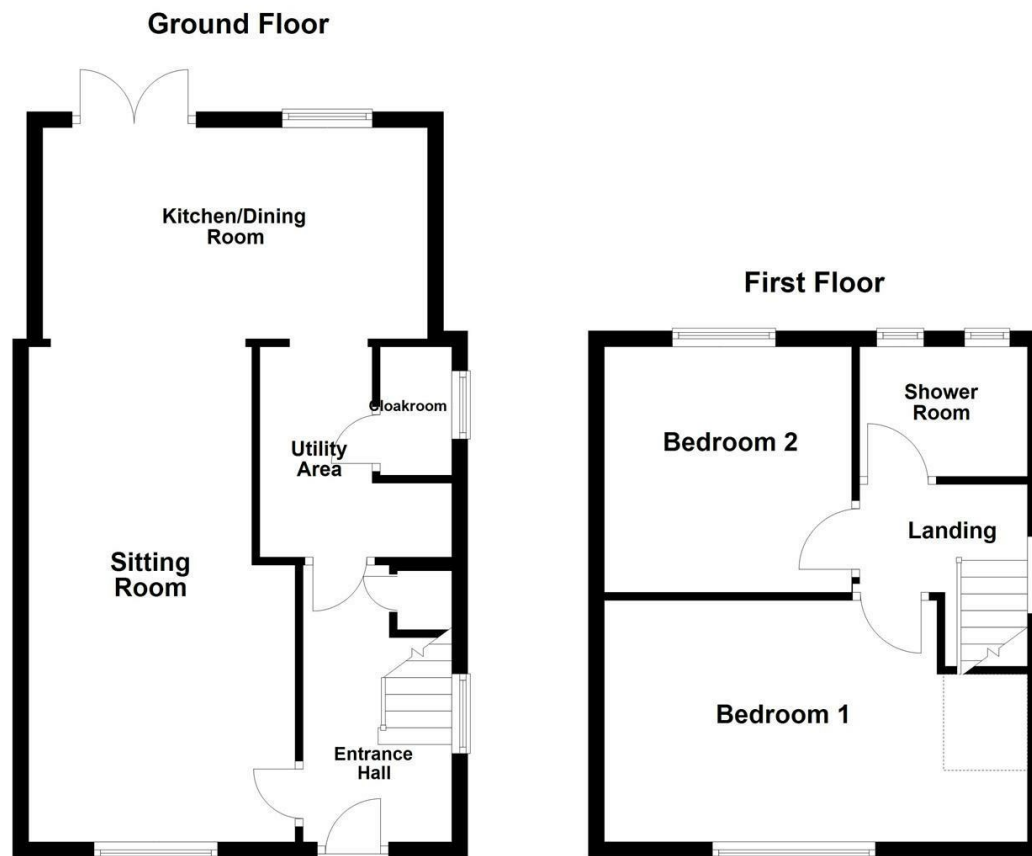 Ground Floor
Kitchen/Dining
Room
Cloakroom
Utility
Area
Sitting
Room
Entrance
Hall
First Floor
Shower
Room
Bedroom 2
Landing
Bedroom 1